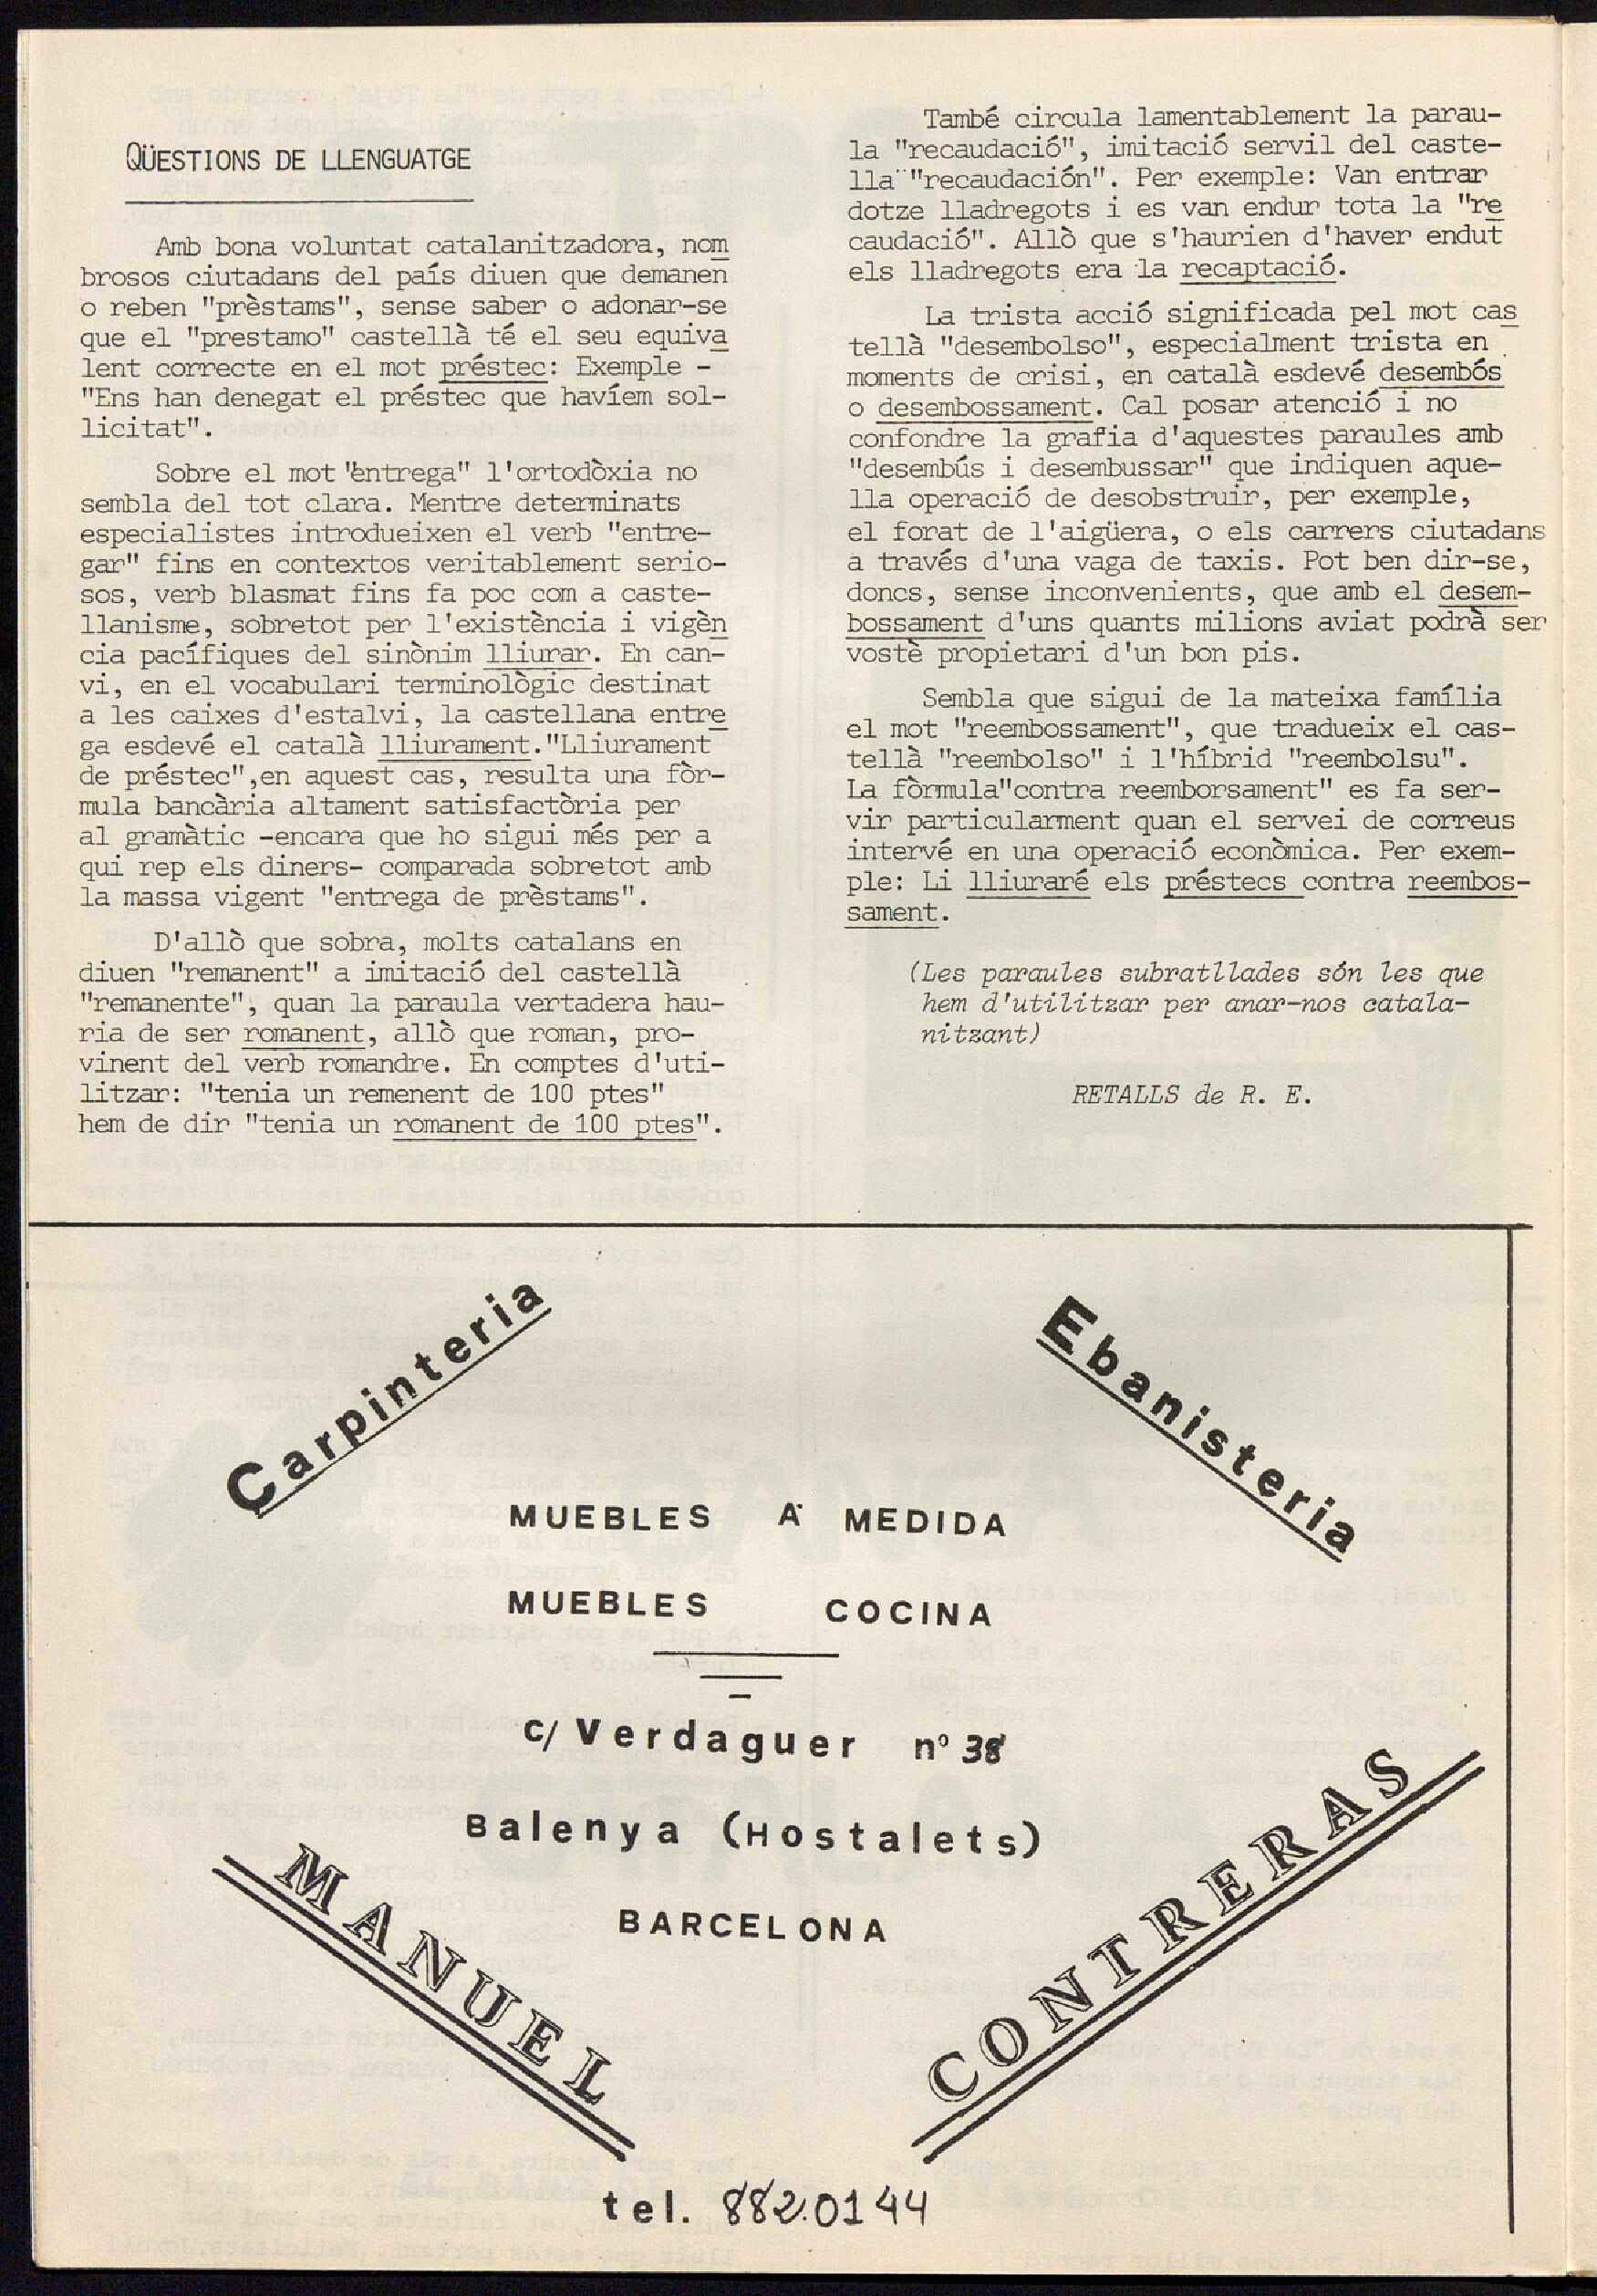 QÜESTIONS DE LLENGUATGE
Amb bona voluntat catalanitzadora, nom
brosos ciutadans del país diuen que demanen
o reben "prèstams", sense saber o adonar-se
que el "prestamo" castellà té el seu equiva
lent correcte en el mot préstec: Exemple -
"Ens han denegat el préstec que havíem sol-
licitat".
Sobre el mot "entrega" l'ortodòxia no
sembla del tot clara. Mentre determinats
especialistes introdueixen el verb "entre-
gar" fins en contextos veritablement serio-
sos, verb blasmat fins fa poc com a caste-
llanisme, sobretot per l'existència i vigèn
cia pacífiques del sinònim lliurar. En can-
vi, en el vocabulari terminològic destinat
a les caixes d'estalvi, la castellana entre
ga esdevé el català lliurament."Lliurament
de préstec",en aquest cas, resulta una fòr-
mula bancària altament satisfactòria per
al gramàtic -encara que ho sigui més per a
qui rep els diners- comparada sobretot amb
la massa vigent "entrega de prèstams".
D'allò que sobra, molts catalans en
diuen "remanent" a imitació del castellà
"remanente", quan la paraula vertadera hau-
ria de ser romanent, allò que roman, pro-
vinent del verb romandre. En comptes d'uti-
litzar: "tenia un remenent de 100 ptes"
hem de dir "tenia un romanent de 100 ptes".
També circula lamentablement la parau-
la "recaudació", imitació servil del caste-
lla "recaudación". Per exemple: Van entrar
dotze lladregots i es van endur tota la "re
caudació". Allò que s'haurien d'haver endut
els lladregots era la recaptació.
La trista acció significada pel mot cas
tellà "desembolso", especialment trista en
moments de crisi, en català esdevé desembós
o desembossament. Cal posar atenció i no
confondre la grafia d'aquestes paraules amb
"desembús i desembussar" que indiquen aque-
lla operació de desobstruir, per exemple,
el forat de l'aigüera, o els carrers ciutadans
a través d'una vaga de taxis. Pot ben dir-se,
doncs, sense inconvenients, que amb el desem-
bossament d'uns quants milions aviat podrà ser
vostè propietari d'un bon pis.
Sembla que sigui de la mateixa família
el mot "reembossament", que tradueix el cas-
tellà "reembolso" i l'híbrid "reembolsu".
La fòrmula"contra reemborsament" es fa ser-
vir particularment quan el servei de correus
intervé en una operació econòmica. Per exem-
ple: Li lliuraré els préstecs contra reembos-
sament.
(Les paraules subratllades són les que
hem d'utilitzar per anar-nos catala-
nitzant)
RETALLS de R. E.
Carpinteria
Ebanisteria
MUEBLES A MEDIDA
MUEBLES COCINA
c/ Verdaguer nº 38
Balenya (Hostalets)
BARCELONA
MANUEL
CONTRERAS
tel. 882.0144